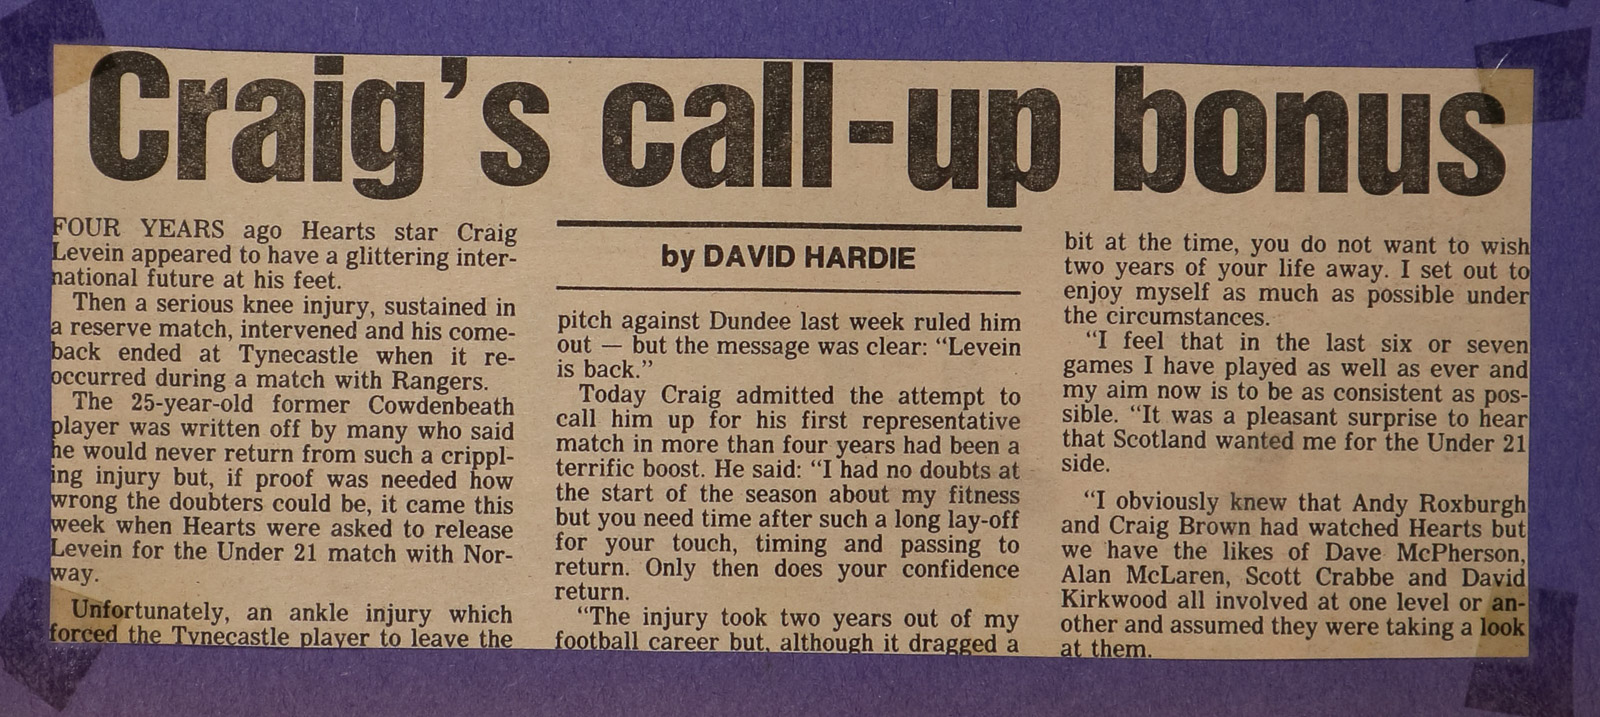 Craig's call-up bonus
FOUR YEARS ago Hearts star Craig
Levein appeared to have a glittering inter-
national future at his feet.
Then a serious knee injury, sustained in
a reserve match, intervened and his come-
back ended at Tynecastle when it re-
occurred during a match with Rangers.
The 25-year-old former Cowdenbeath
player was written off by many who said
he would never return from such a crippl-
ing injury but, if proof was needed how
wrong the doubters could be, it came this
week when Hearts were asked to release
Levein for the Under 21 match with Nor-
way.
Unfortunately, an ankle injury which
forced the Tynecastle player to leave the
by DAVID HARDIE
pitch against Dundee last week ruled him
out — but the message was clear: “Levein
is back.”
Today Craig admitted the attempt to
call him up for his first representative
match in more than four years had been a
terrific boost. He said: “I had no doubts at
the start of the season about my fitness
but you need time after such a long lay-off
for your touch, timing and passing to
return. Only then does your confidence
return.
“The injury took two years out of my
football career but, although it dragged a
bit at the time, you do not want to wish
two years of your life away. I set out to
enjoy myself as much as possible under
the circumstances.
“I feel that in the last six or seven
games I have played as well as ever and
my aim now is to be as consistent as pos-
sible. “It was a pleasant surprise to hear
that Scotland wanted me for the Under 21
side.
“I obviously knew that Andy Roxburgh
and Craig Brown had watched Hearts but
we have the likes of Dave McPherson,
Alan McLaren, Scott Crabbe and David
Kirkwood all involved at one level or an-
other and assumed they were taking a look
at them.